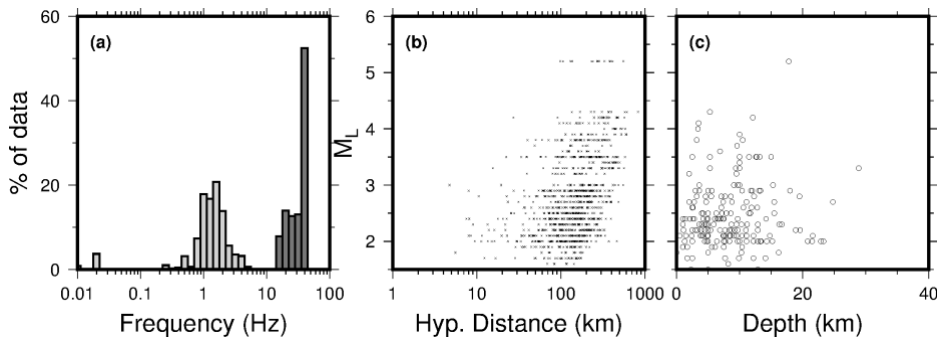 (a)
(b)
(c)
% of data
60
40
20
0
0.01 0.1 1 10 100
Frequency (Hz)
M_L
6
5
4
3
2
1 10 100 1000
Hyp. Distance (km)
0 20 40
Depth (km)